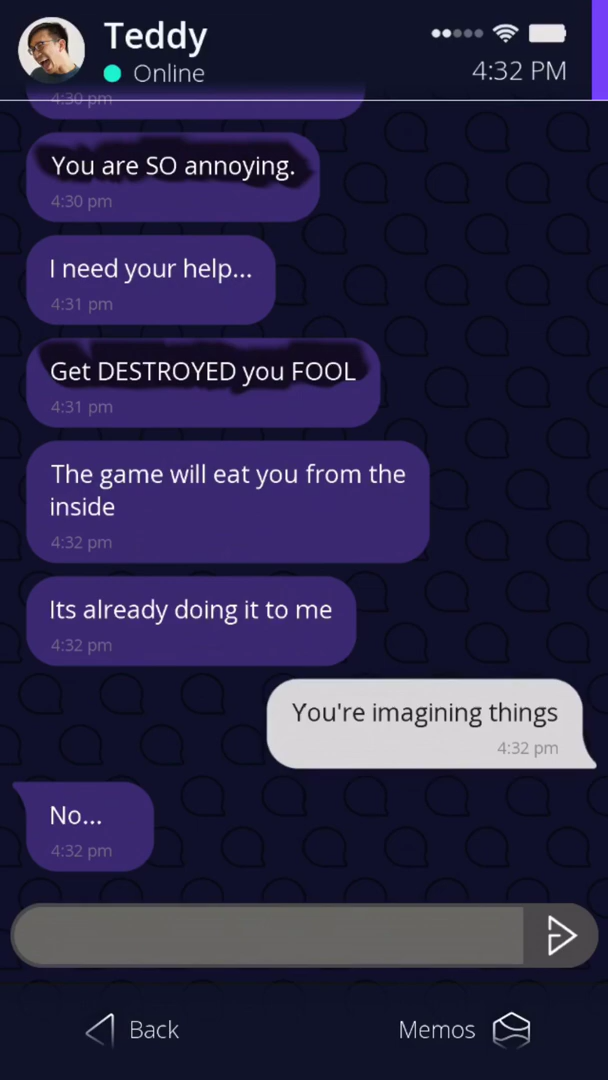 Teddy
Online
4:32 PM
4:30 pm
You are SO annoying.
4:30 pm
I need your help...
4:31 pm
Get DESTROYED you FOOL
4:31 pm
The game will eat you from the
inside
4:32 pm
Its already doing it to me
4:32 pm
You're imagining things
4:32 pm
No...
4:32 pm
Back
Memos